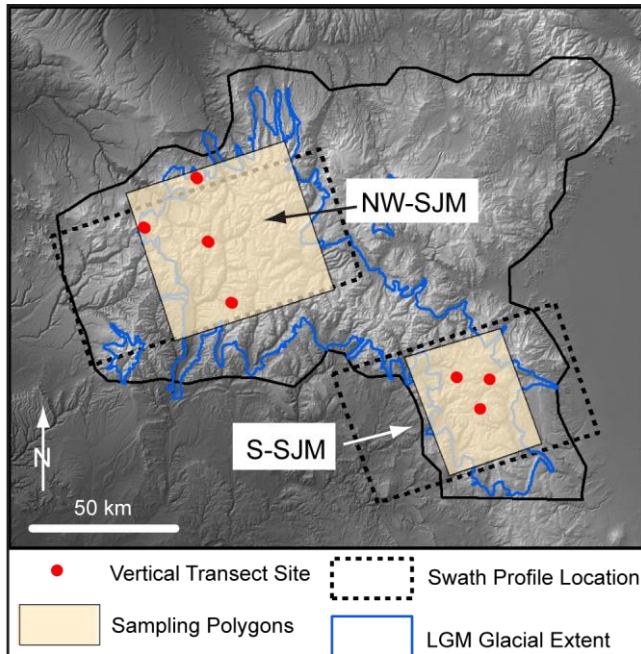 NW-SJM
S-SJM
N
50 km
Vertical Transect Site
Swath Profile Location
Sampling Polygons
LGM Glacial Extent